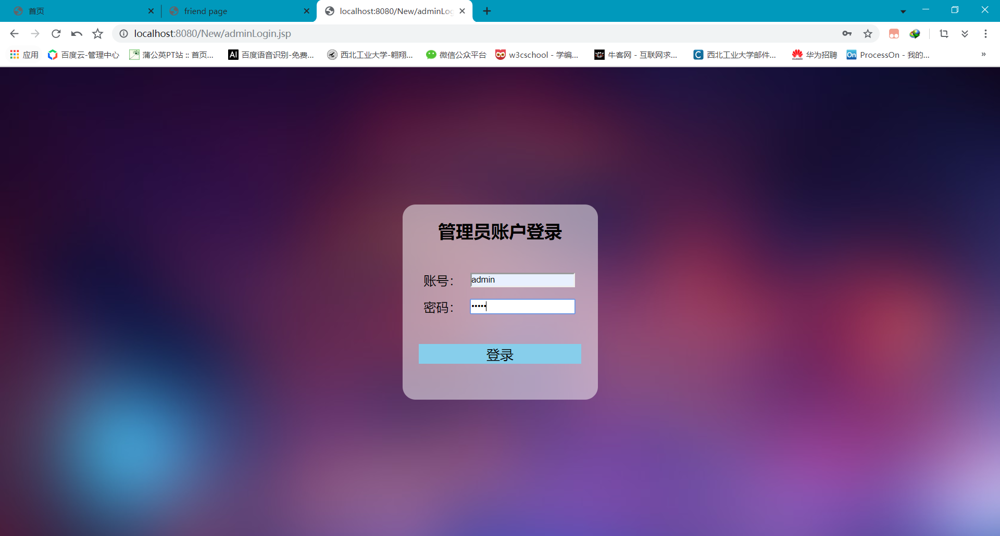 首页
friend page
localhost:8080/New/adminLog
localhost:8080/New/adminLogin.jsp
应用
百度云-管理中心
蒲公英PT站 :: 首页...
AI 百度语音识别-免费...
西北工业大学-翱翔...
微信公众平台
w3cschool - 学编...
牛客网 - 互联网求...
C 西北工业大学邮件...
华为招聘
On ProcessOn - 我的...
»
管理员账户登录
账号： admin
密码： •••••
登录